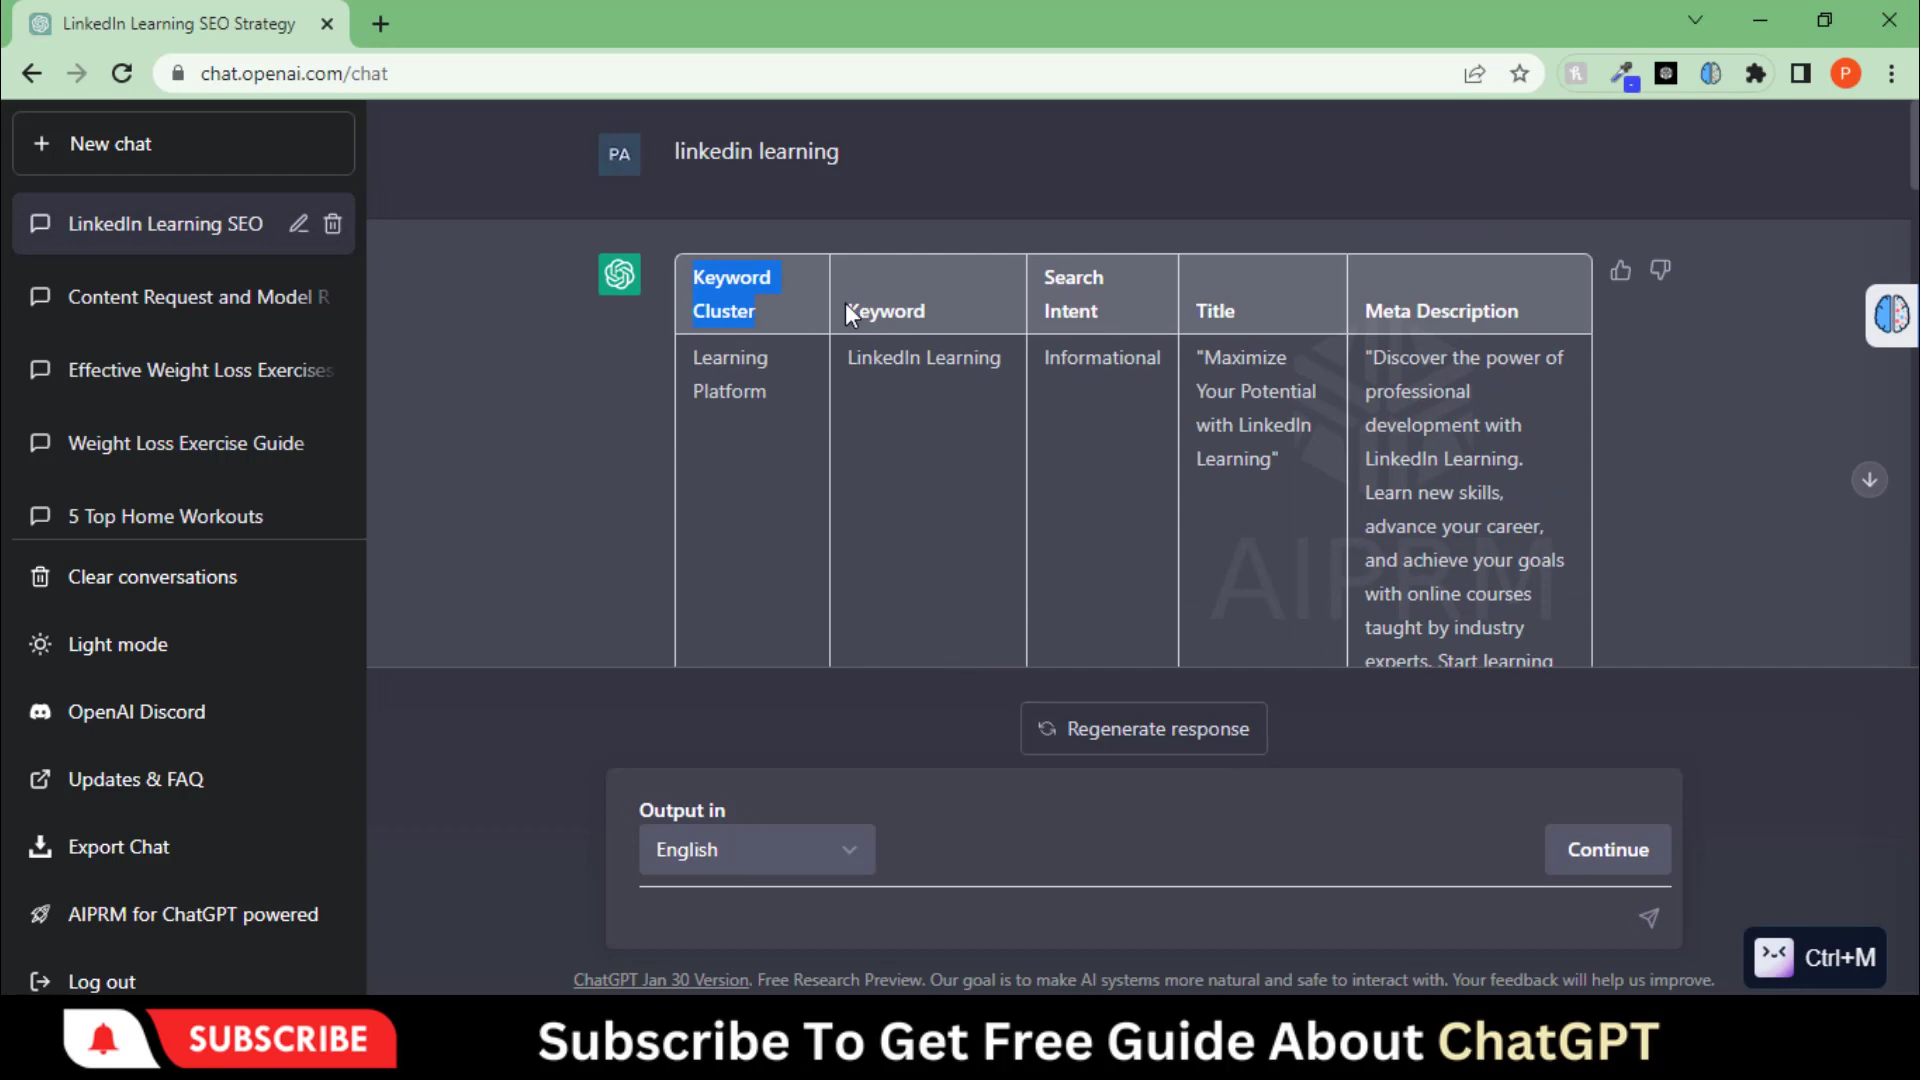 LinkedIn Learning SEO Strategy
chat.openai.com/chat
P
New chat
LinkedIn Learning SEO
Content Request and Model R
Effective Weight Loss Exercises
Weight Loss Exercise Guide
5 Top Home Workouts
Clear conversations
Light mode
OpenAI Discord
Updates & FAQ
Export Chat
AIPRM for ChatGPT powered
Log out
PA
linkedin learning
Keyword
Cluster
Keyword
Search
Intent
Title
Meta Description
Learning
Platform
LinkedIn Learning
Informational
"Maximize
Your Potential
with LinkedIn
Learning"
"Discover the power of
professional
development with
LinkedIn Learning.
Learn new skills,
advance your career,
and achieve your goals
with online courses
taught by industry
experts. Start learning
AIPRM
Regenerate response
Output in
English
Continue
Ctrl+M
ChatGPT Jan 30 Version. Free Research Preview. Our goal is to make AI systems more natural and safe to interact with. Your feedback will help us improve.
SUBSCRIBE
Subscribe To Get Free Guide About ChatGPT